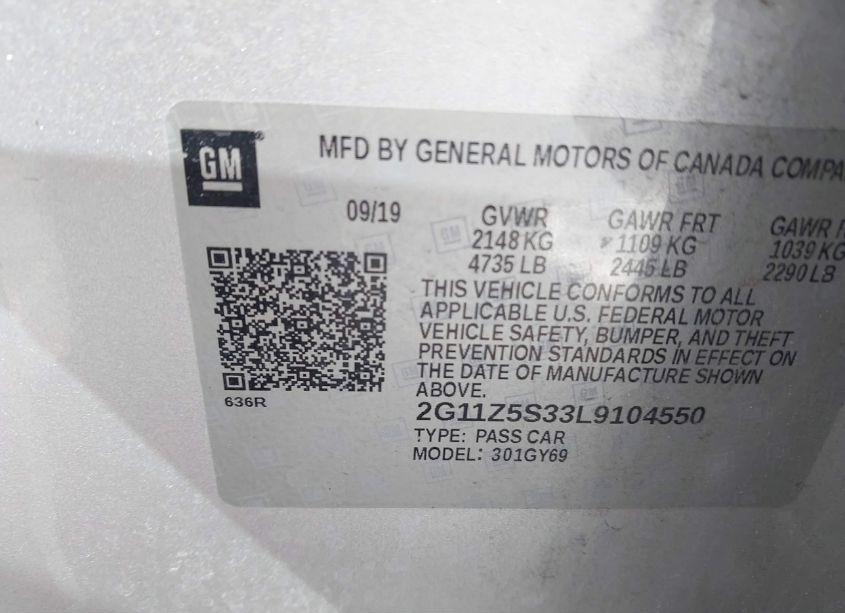 GM
MFD BY GENERAL MOTORS OF CANADA COMPA
09/19
GVWR
2148 KG
4735 LB
GAWR FRT
1109 KG
2445 LB
GAWR
1039 KG
2290 LB
THIS VEHICLE CONFORMS TO ALL
APPLICABLE U.S. FEDERAL MOTOR
VEHICLE SAFETY, BUMPER, AND THEFT
PREVENTION STANDARDS IN EFFECT ON
THE DATE OF MANUFACTURE SHOWN
ABOVE.
636R
2G11Z5S33L9104550
TYPE: PASS CAR
MODEL: 301GY69